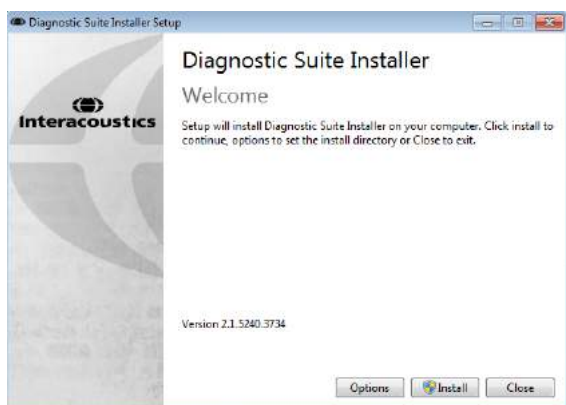 Diagnostic Suite Installer Setup
Diagnostic Suite Installer
Welcome
Interacoustics
Setup will install Diagnostic Suite Installer on your computer. Click install to
continue, options to set the install directory or Close to exit.
Version 2.1.5240.3734
Options
Install
Close